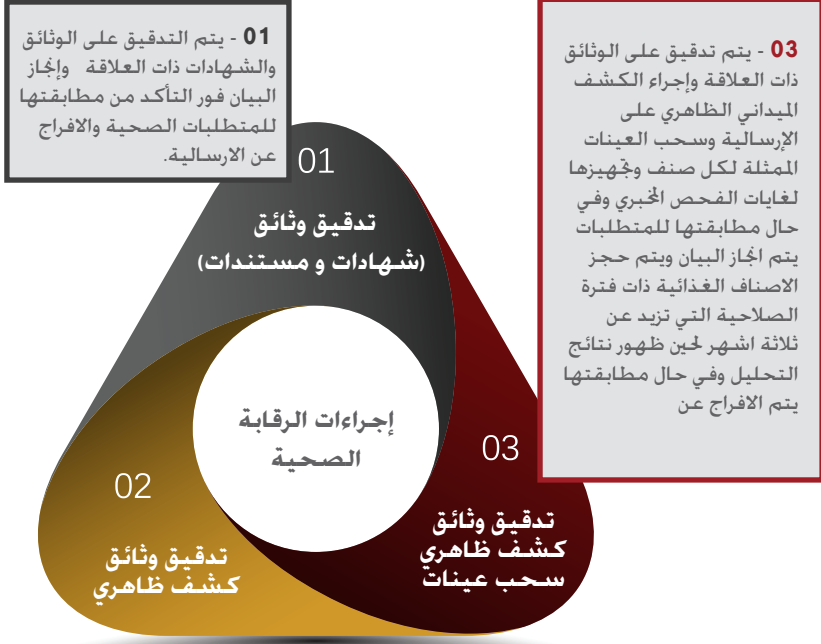 01 - يتم التدقيق على الوثائق
والشهادات ذات العلاقة وإنجاز
البيان فور التأكد من مطابقتها
للمتطلبات الصحية والافراج
عن الارسالية.
03 - يتم تدقيق على الوثائق
ذات العلاقة وإجراء الكشف
الميداني الظاهري على
الإرسالية وسحب العينات
الممثلة لكل صنف وتجهيزها
لغايات الفحص المخبري وفي
حال مطابقتها للمتطلبات
يتم انجاز البيان ويتم حجز
الاصناف الغذائية ذات فترة
الصلاحية التي تزيد عن
ثلاثة اشهر لحين ظهور نتائج
التحليل وفي حال مطابقتها
يتم الافراج عن
01
تدقيق وثائق
(شهادات و مستندات)
إجراءات الرقابة
الصحية
02
تدقيق وثائق
كشف ظاهري
03
تدقيق وثائق
كشف ظاهري
سحب عينات